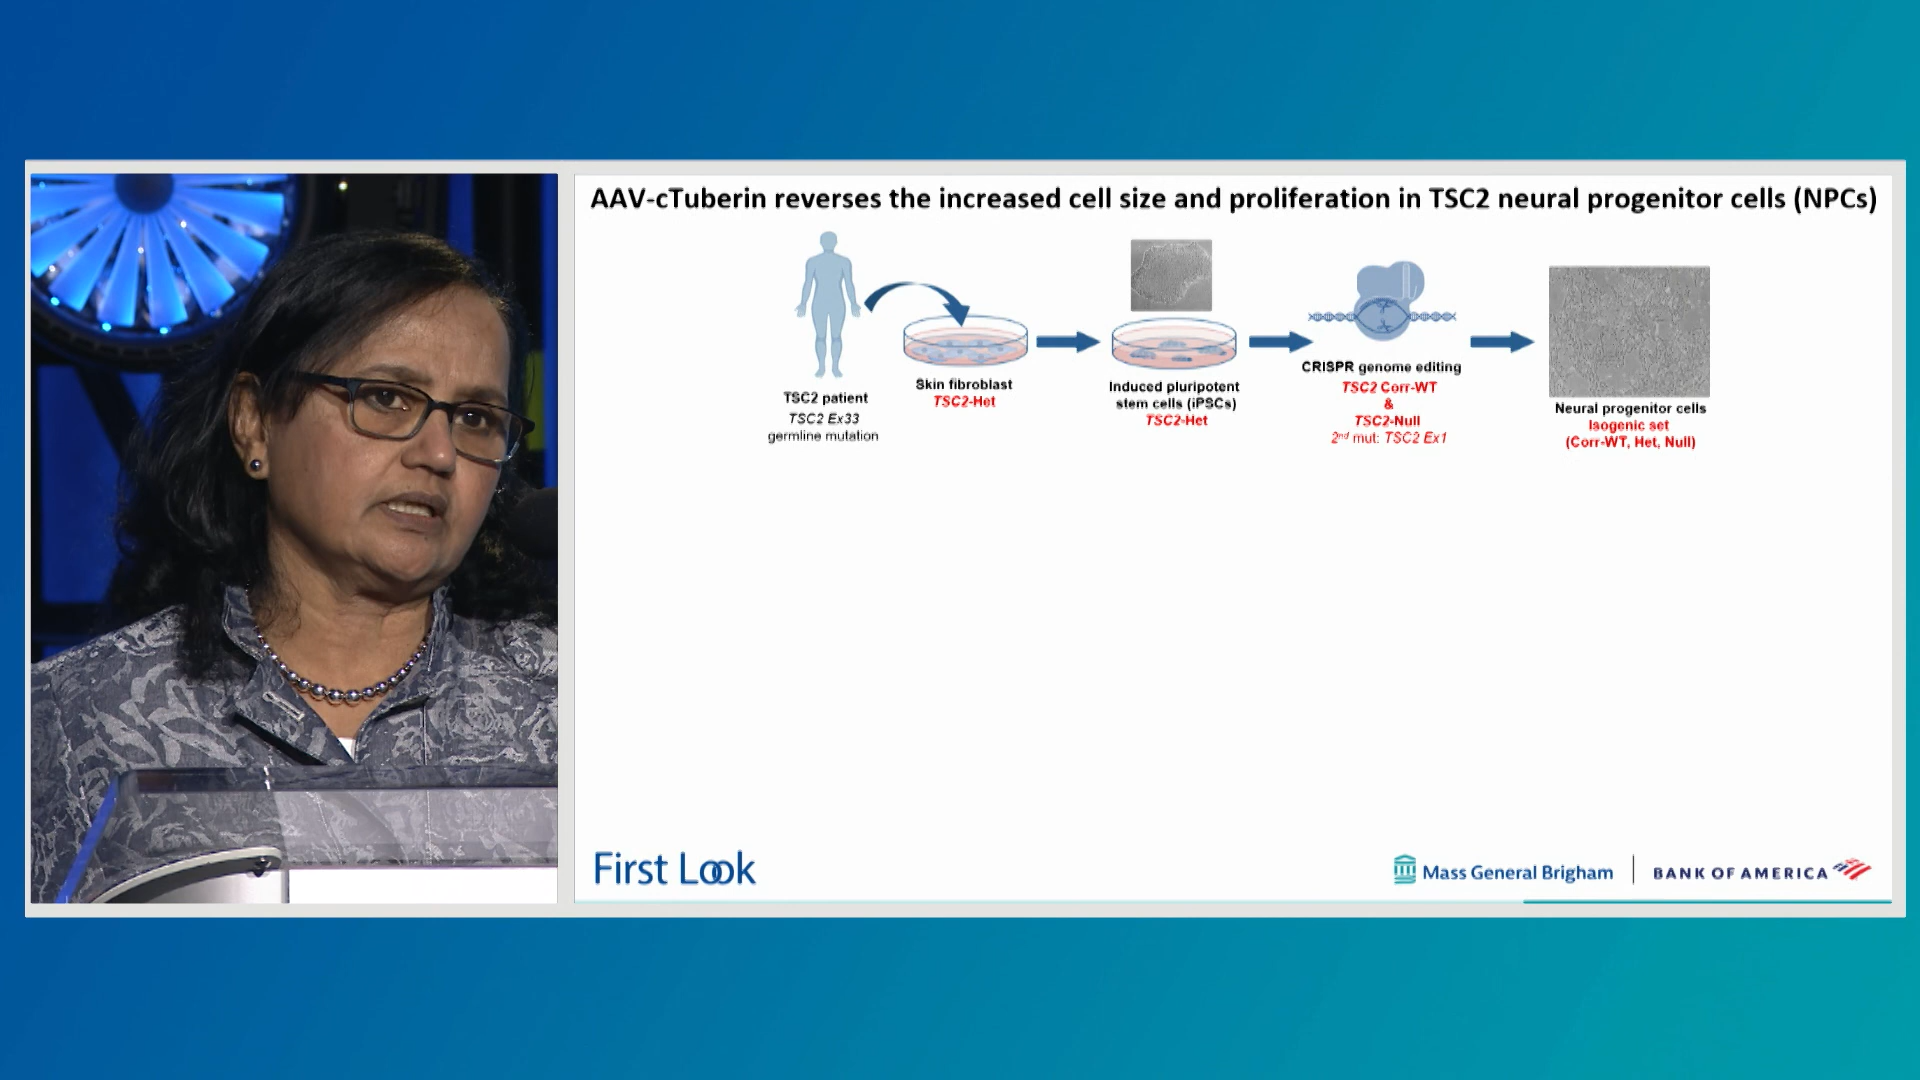 AAV-cTuberin reverses the increased cell size and proliferation in TSC2 neural progenitor cells (NPCs)
TSC2 patient
TSC2 Ex33
germline mutation
Skin fibroblast
TSC2-Het
Induced pluripotent
stem cells (iPSCs)
TSC2-Het
CRISPR genome editing
TSC2 Corr-WT
&
TSC2-Null
2nd mut: TSC2 Ex1
Neural progenitor cells
Isogenic set
(Corr-WT, Het, Null)
First Look
Mass General Brigham
BANK OF AMERICA